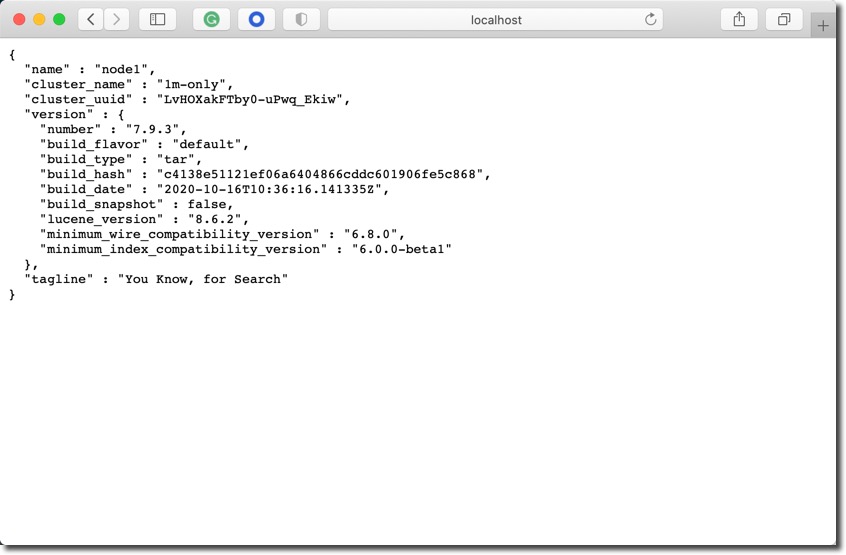 localhost
{
  "name" : "node1",
  "cluster_name" : "1m-only",
  "cluster_uuid" : "LvHOXakFTby0-uPwq_Ekiw",
  "version" : {
    "number" : "7.9.3",
    "build_flavor" : "default",
    "build_type" : "tar",
    "build_hash" : "c4138e51121ef06a6404866cddc601906fe5c868",
    "build_date" : "2020-10-16T10:36:16.141335Z",
    "build_snapshot" : false,
    "lucene_version" : "8.6.2",
    "minimum_wire_compatibility_version" : "6.8.0",
    "minimum_index_compatibility_version" : "6.0.0-beta1"
  },
  "tagline" : "You Know, for Search"
}